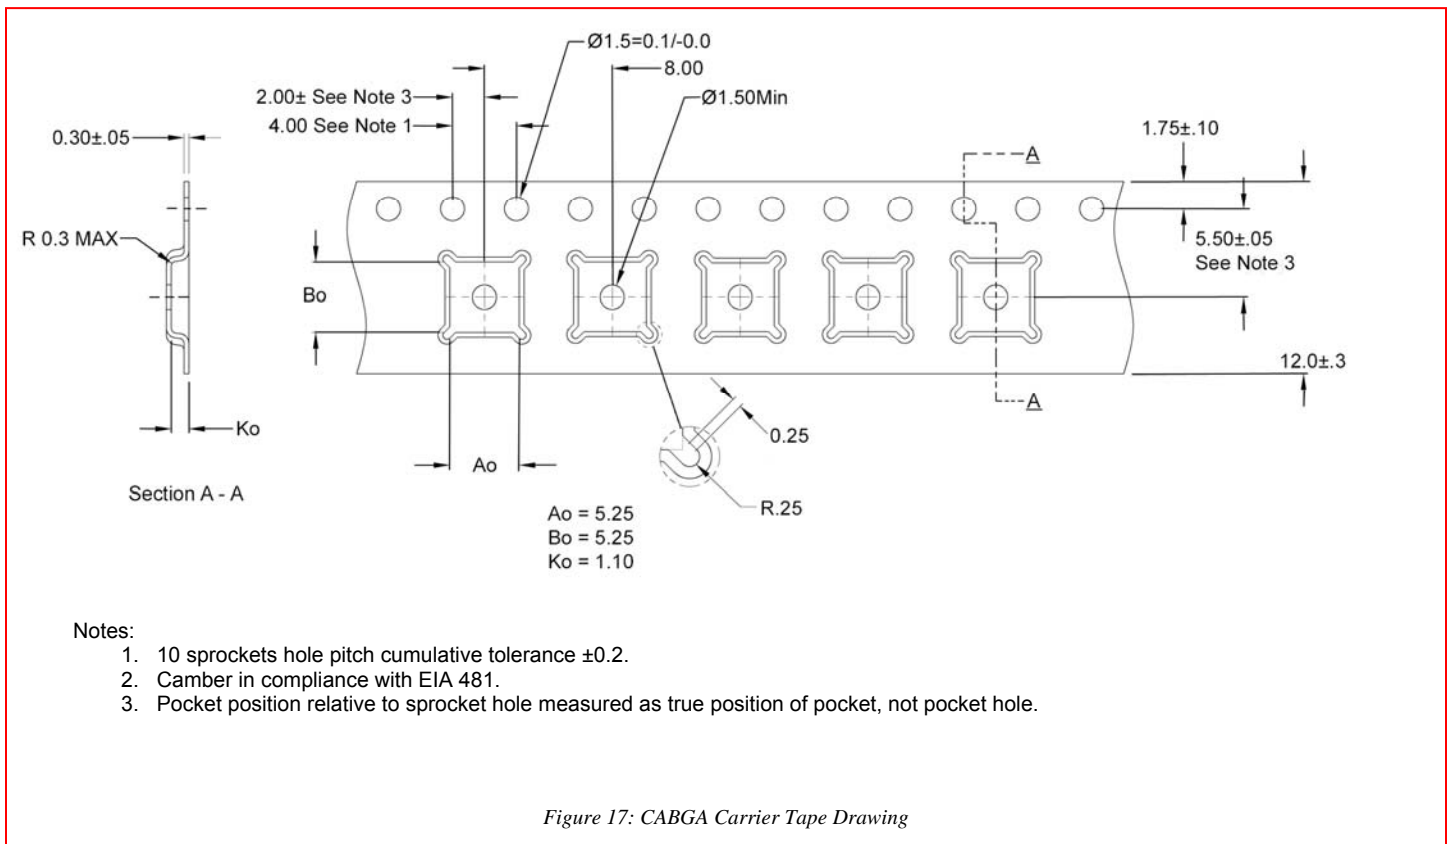 Ø1.5=0.1/-0.0
8.00
2.00± See Note 3
Ø1.50Min
4.00 See Note 1
0.30±.05
1.75±.10
A
R 0.3 MAX
5.50±.05
See Note 3
Bo
12.0±.3
A
Ko
0.25
Ao
Section A - A
R.25
Ao = 5.25
Bo = 5.25
Ko = 1.10
Notes:
1. 10 sprockets hole pitch cumulative tolerance ±0.2.
2. Camber in compliance with EIA 481.
3. Pocket position relative to sprocket hole measured as true position of pocket, not pocket hole.
Figure 17: CABGA Carrier Tape Drawing